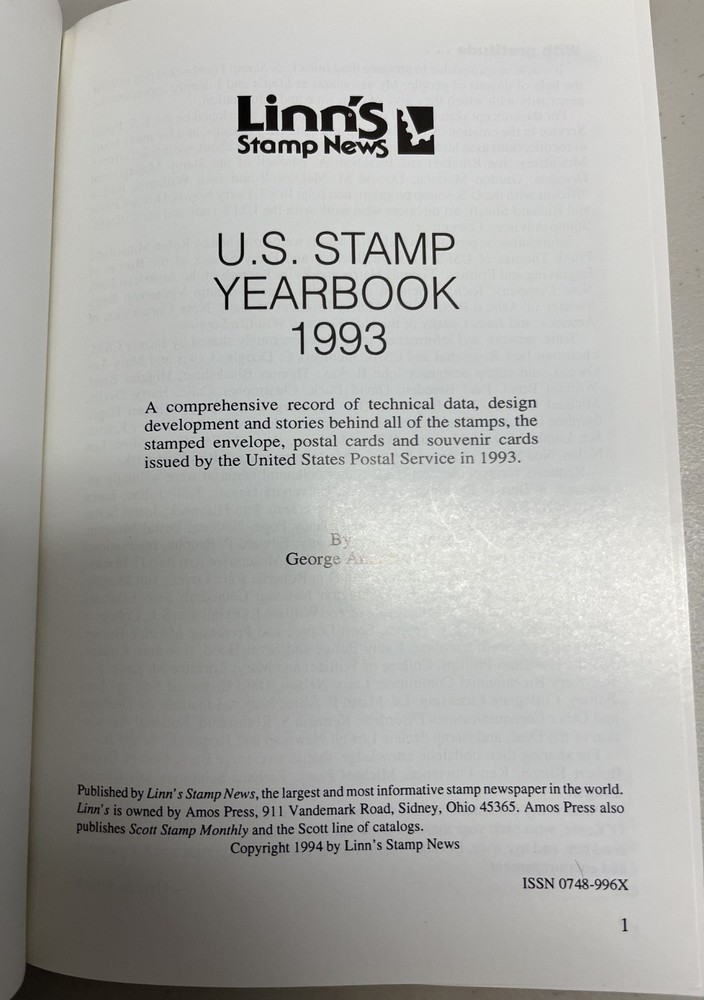 Linn's
Stamp News
U.S. STAMP
YEARBOOK
1993
A comprehensive record of technical data, design
development and stories behind all of the stamps, the
stamped envelope, postal cards and souvenir cards
issued by the United States Postal Service in 1993.
By
George
Published by Linn's Stamp News, the largest and most informative stamp newspaper in the world.
Linn's is owned by Amos Press, 911 Vandemark Road, Sidney, Ohio 45365. Amos Press also
publishes Scott Stamp Monthly and the Scott line of catalogs.
Copyright 1994 by Linn's Stamp News
ISSN 0748-996X
1